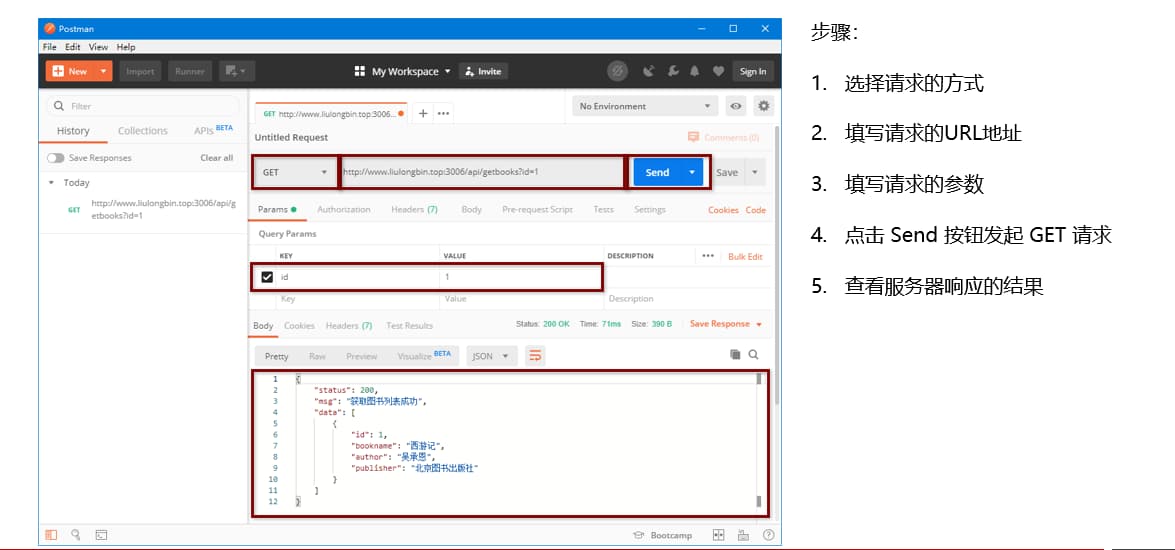 Postman
File Edit View Help
New Import Runner My Workspace Invite Sign In
Filter
History Collections APIs BETA
Save Responses Clear all
Today
GET http://www.liulongbin.top:3006/api/g
etbooks?id=1
GET http://www.liulongbin.top:3006... + ••• No Environment
Untitled Request Comments (0)
GET http://www.liulongbin.top:3006/api/getbooks?id=1 Send Save
Params Authorization Headers (7) Body Pre-request Script Tests Settings Cookies Code
Query Params
KEY VALUE DESCRIPTION ••• Bulk Edit
id 1
Key Value Description
Body Cookies Headers (7) Test Results Status: 200 OK Time: 71ms Size: 390 B Save Response
Pretty Raw Preview Visualize BETA JSON
1 {
2 "status": 200,
3 "msg": "获取图书列表成功",
4 "data": [
5 {
6 "id": 1,
7 "bookname": "西游记",
8 "author": "吴承恩",
9 "publisher": "北京图书出版社"
10 }
11 ]
12 }
Bootcamp
步骤：
1. 选择请求的方式
2. 填写请求的URL地址
3. 填写请求的参数
4. 点击 Send 按钮发起 GET 请求
5. 查看服务器响应的结果